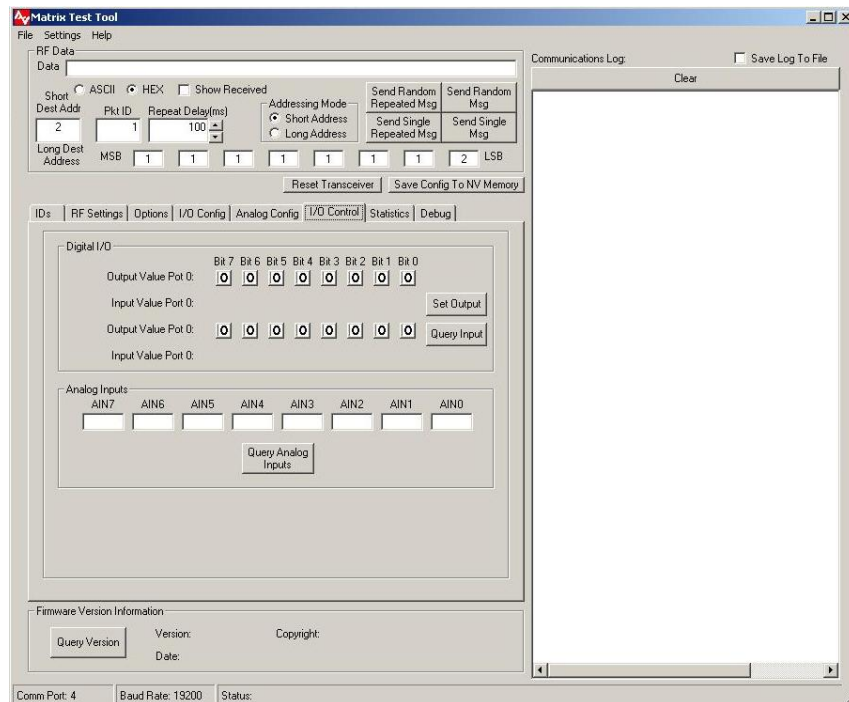 Matrix Test Tool
File Settings Help
RF Data
Data
Communications Log:
Save Log To File
Clear
ASCII HEX Show Received
Short Dest Addr
Pkt ID
Repeat Delay(ms)
2
1
100
Addressing Mode
Short Address
Long Address
Send Random Repeated Msg
Send Random Msg
Send Single Repeated Msg
Send Single Msg
Long Dest Address
MSB 1 1 1 1 1 1 1 2 LSB
Reset Transceiver
Save Config To NV Memory
IDs RF Settings Options I/O Config Analog Config I/O Control Statistics Debug
Digital I/O
Bit 7 Bit 6 Bit 5 Bit 4 Bit 3 Bit 2 Bit 1 Bit 0
Output Value Pot 0: 0 0 0 0 0 0 0 0
Input Value Port 0:
Set Output
Output Value Pot 0: 0 0 0 0 0 0 0 0
Query Input
Input Value Port 0:
Analog Inputs
AIN7 AIN6 AIN5 AIN4 AIN3 AIN2 AIN1 AIN0
Query Analog Inputs
Firmware Version Information
Query Version
Version:
Copyright:
Date:
Comm Port: 4
Baud Rate: 19200
Status: